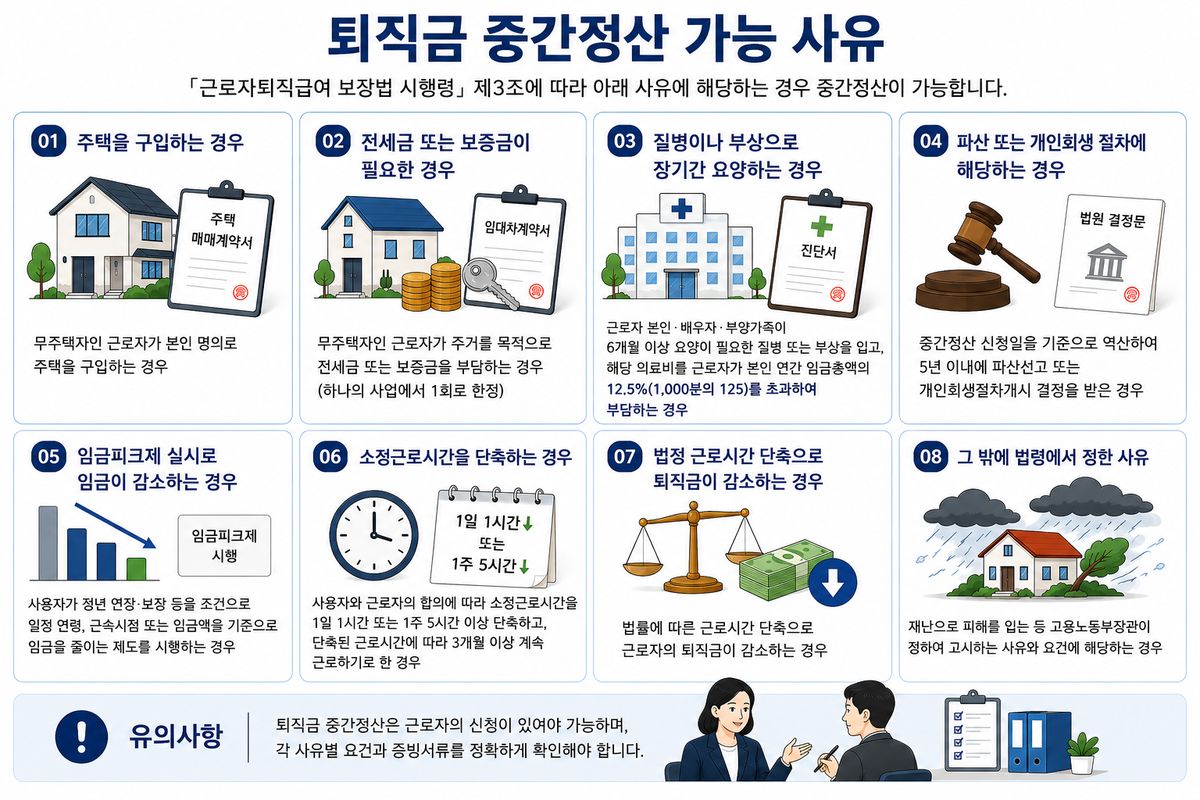 퇴직금 중간정산 가능 사유
「근로자퇴직급여 보장법 시행령」 제3조에 따라 아래 사유에 해당하는 경우 중간정산이 가능합니다.
01 주택을 구입하는 경우
주택
매매계약서
무주택자인 근로자가 본인 명의로
주택을 구입하는 경우
02 전세금 또는 보증금이
필요한 경우
임대차계약서
무주택자인 근로자가 주거를 목적으로
전세금 또는 보증금을 부담하는 경우
(하나의 사업에서 1회로 한정)
03 질병이나 부상으로
장기간 요양하는 경우
진단서
근로자 본인·배우자·부양가족이
6개월 이상 요양이 필요한 질병 또는 부상을 입고,
해당 의료비를 근로자가 본인 연간 임금총액의
12.5%(1,000분의 125)를 초과하여
부담하는 경우
04 파산 또는 개인회생 절차에
해당하는 경우
법원 결정문
중간정산 신청일을 기준으로 역산하여
5년 이내에 파산선고 또는
개인회생절차개시 결정을 받은 경우
05 임금피크제 실시로
임금이 감소하는 경우
임금피크제
시행
사용자가 정년 연장·보장 등을 조건으로
일정 연령, 근속시점 또는 임금액을 기준으로
임금을 줄이는 제도를 시행하는 경우
06 소정근로시간을 단축하는 경우
1일 1시간↓
또는
1주 5시간↓
사용자와 근로자의 합의에 따라 소정근로시간을
1일 1시간 또는 1주 5시간 이상 단축하고,
단축된 근로시간에 따라 3개월 이상 계속
근로하기로 한 경우
07 법정 근로시간 단축으로
퇴직금이 감소하는 경우
법률에 따른 근로시간 단축으로
근로자의 퇴직금이 감소하는 경우
08 그 밖에 법령에서 정한 사유
재난으로 피해를 입는 등 고용노동부장관이
정하여 고시하는 사유와 요건에 해당하는 경우
! 유의사항
퇴직금 중간정산은 근로자의 신청이 있여야 가능하며,
각 사유별 요건과 증빙서류를 정확하게 확인해야 합니다.